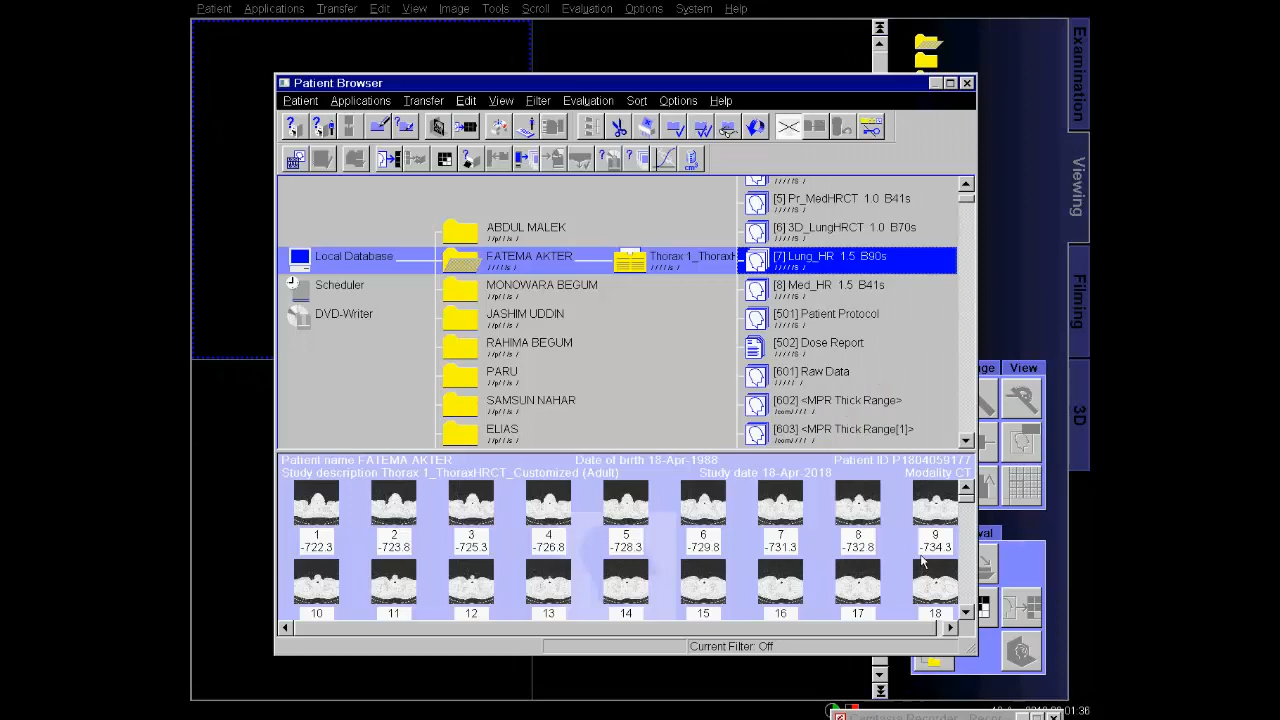 Patient Applications Transfer Edit View Image Tools Scroll Evaluation Options System Help
Patient Browser
Patient Applications Transfer Edit View Filter Evaluation Sort Options Help
Examination
Viewing
Filming
3D
[5] Pr_MedHRCT 1.0 B41s
ABDUL MALEK
[6] 3D_LungHRCT 1.0 B70s
Local Database
FATEMA AKTER
Thorax 1_ThoraxH
[7] Lung_HR 1.5 B90s
Scheduler
MONOWARA BEGUM
[8] Med_HR 1.5 B41s
DVD-Writer
JASHIM UDDIN
[501] Patient Protocol
RAHIMA BEGUM
[502] Dose Report
PARU
[601] Raw Data
SAMSUN NAHAR
[602] <MPR Thick Range>
ELIAS
[603] <MPR Thick Range[1]>
View
Patient name FATEMA AKTER Date of birth 18-Apr-1988 Patient ID P1804059177
Study description Thorax 1_ThoraxHRCT_Customized (Adult) Study date 18-Apr-2018 Modality CT
1 2 3 4 5 6 7 8 9
-722.3 -723.8 -725.3 -726.8 -728.3 -729.8 -731.3 -732.8 -734.3
10 11 12 13 14 15 16 17 18
Current Filter: Off